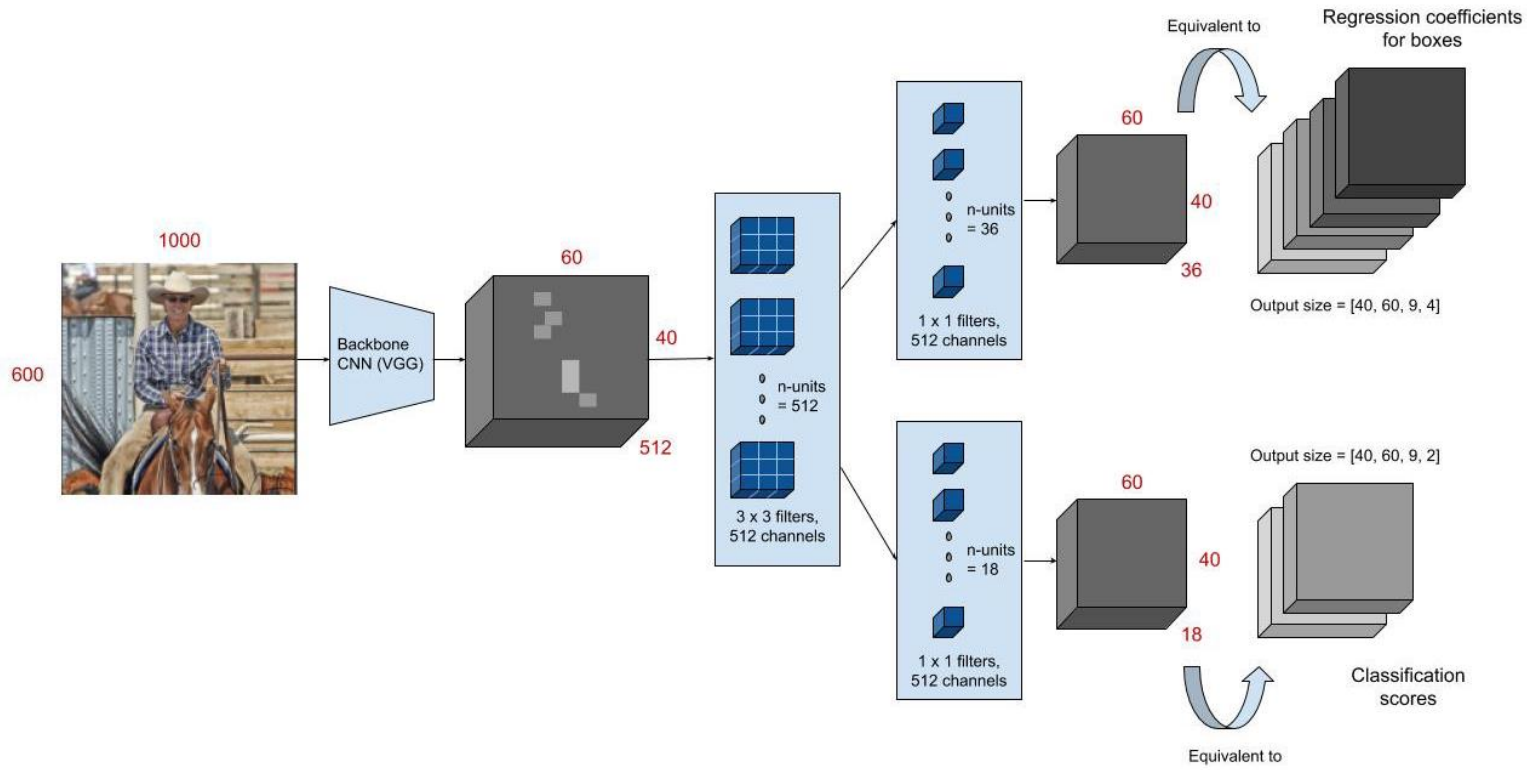 1000
600
Backbone
CNN (VGG)
60
40
512
n-units
= 512
3 x 3 filters,
512 channels
n-units
= 36
1 x 1 filters,
512 channels
60
40
36
Equivalent to
Regression coefficients
for boxes
Output size = [40, 60, 9, 4]
n-units
= 18
1 x 1 filters,
512 channels
60
40
18
Output size = [40, 60, 9, 2]
Classification
scores
Equivalent to